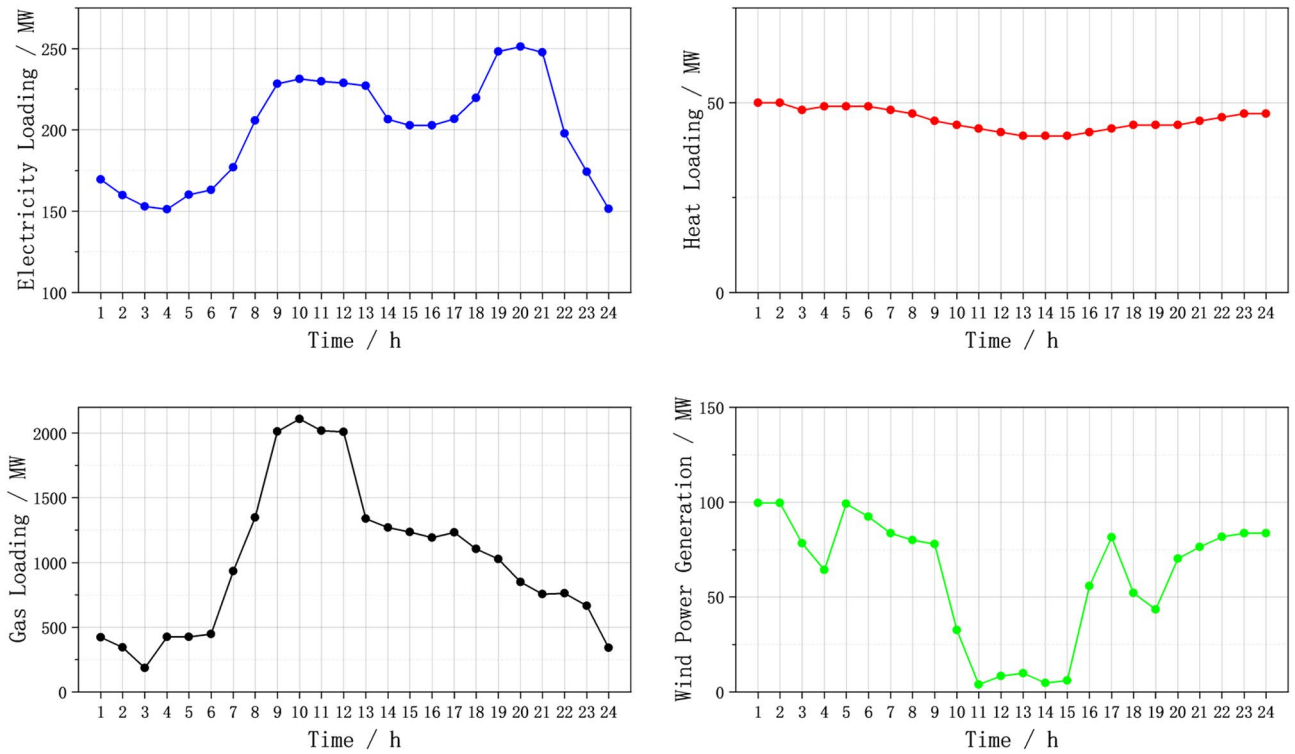 Electricity Loading / MW
250
200
150
100
1 2 3 4 5 6 7 8 9 10 11 12 13 14 15 16 17 18 19 20 21 22 23 24
Time / h
Heat Loading / MW
50
0
1 2 3 4 5 6 7 8 9 10 11 12 13 14 15 16 17 18 19 20 21 22 23 24
Time / h
Gas Loading / MW
2000
1500
1000
500
0
1 2 3 4 5 6 7 8 9 10 11 12 13 14 15 16 17 18 19 20 21 22 23 24
Time / h
Wind Power Generation / MW
150
100
50
0
1 2 3 4 5 6 7 8 9 10 11 12 13 14 15 16 17 18 19 20 21 22 23 24
Time / h